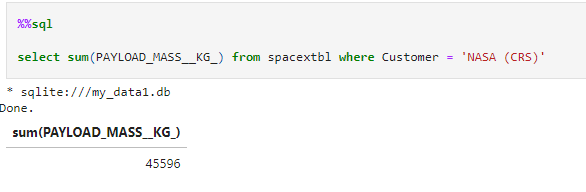 %%sql
select sum(PAYLOAD_MASS__KG_) from spacextbl where Customer = 'NASA (CRS)'
* sqlite:///my_data1.db
Done.
sum(PAYLOAD_MASS__KG_)
45596